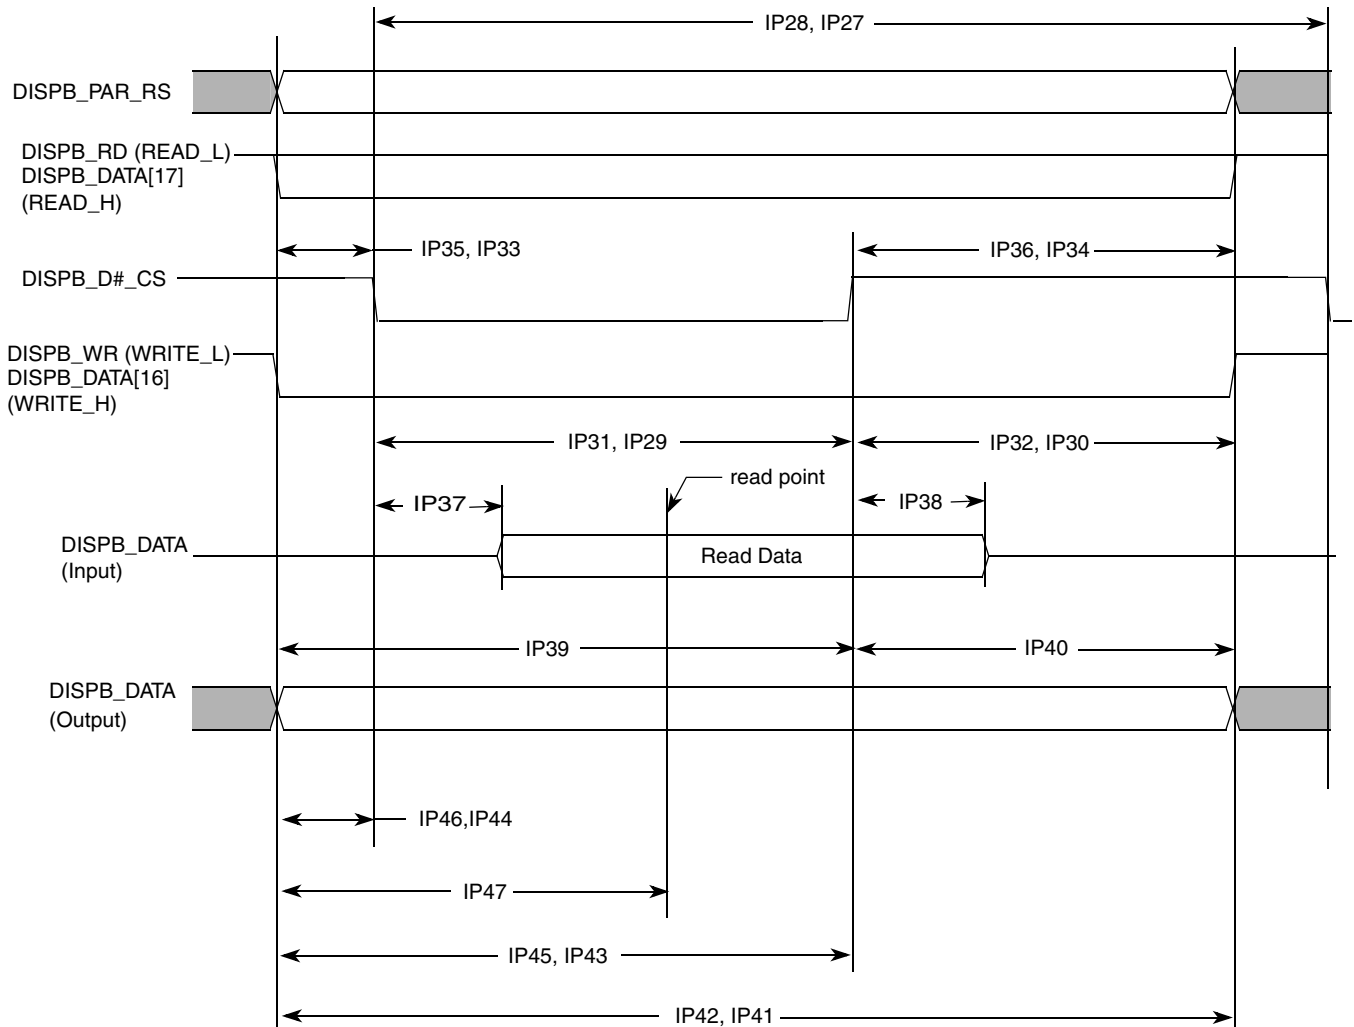 IP28, IP27
DISPB_PAR_RS
DISPB_RD (READ_L)
DISPB_DATA[17]
(READ_H)
IP35, IP33
IP36, IP34
DISPB_D#_CS
DISPB_WR (WRITE_L)
DISPB_DATA[16]
(WRITE_H)
IP31, IP29
IP32, IP30
read point
IP37
IP38
DISPB_DATA
(Input)
Read Data
IP39
IP40
DISPB_DATA
(Output)
IP46,IP44
IP47
IP45, IP43
IP42, IP41